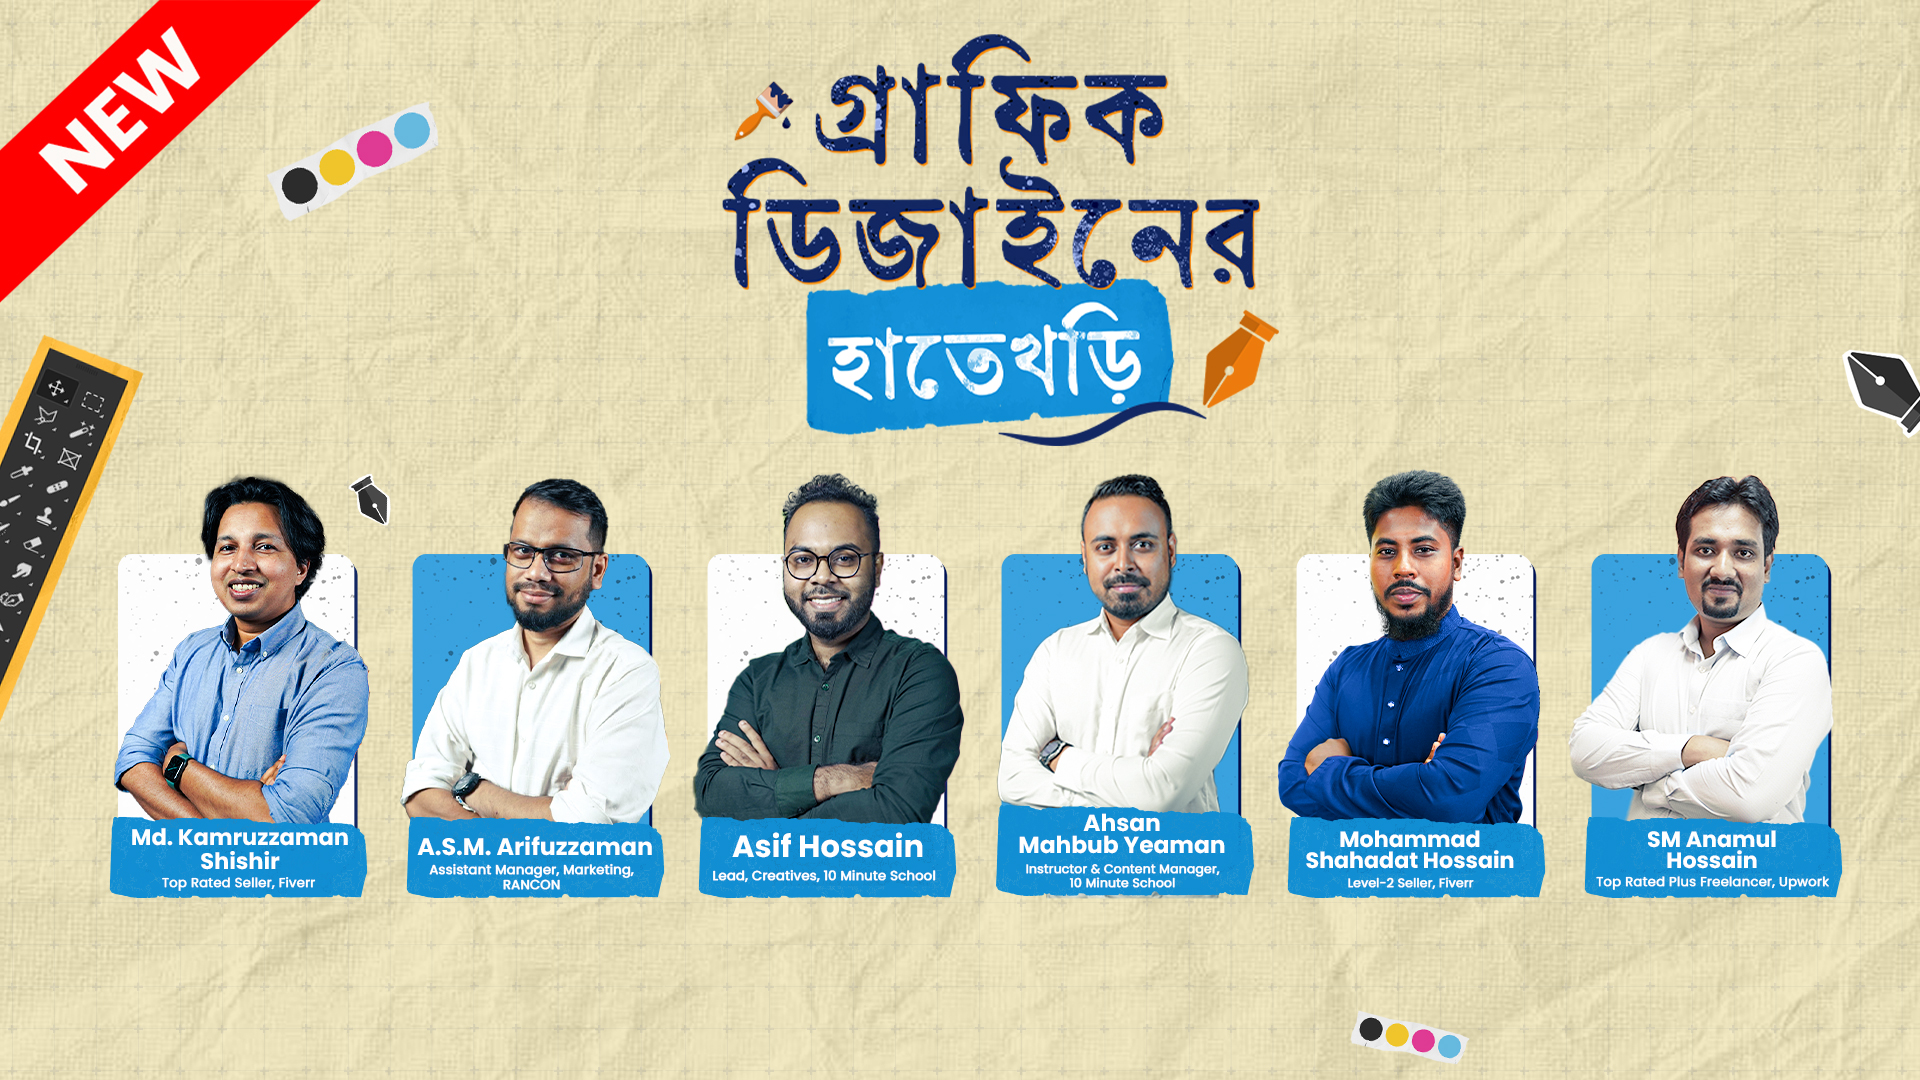 NEW
গ্রাফিক
ডিজাইনের
হাতেখড়ি
Md. Kamruzzaman
Shishir
Top Rated Seller, Fiverr
A.S.M. Arifuzzaman
Assistant Manager, Marketing,
RANCON
Asif Hossain
Lead, Creatives, 10 Minute School
Ahsan
Mahbub Yeaman
Instructor & Content Manager,
10 Minute School
Mohammad
Shahadat Hossain
Level-2 Seller, Fiverr
SM Anamul
Hossain
Top Rated Plus Freelancer, Upwork